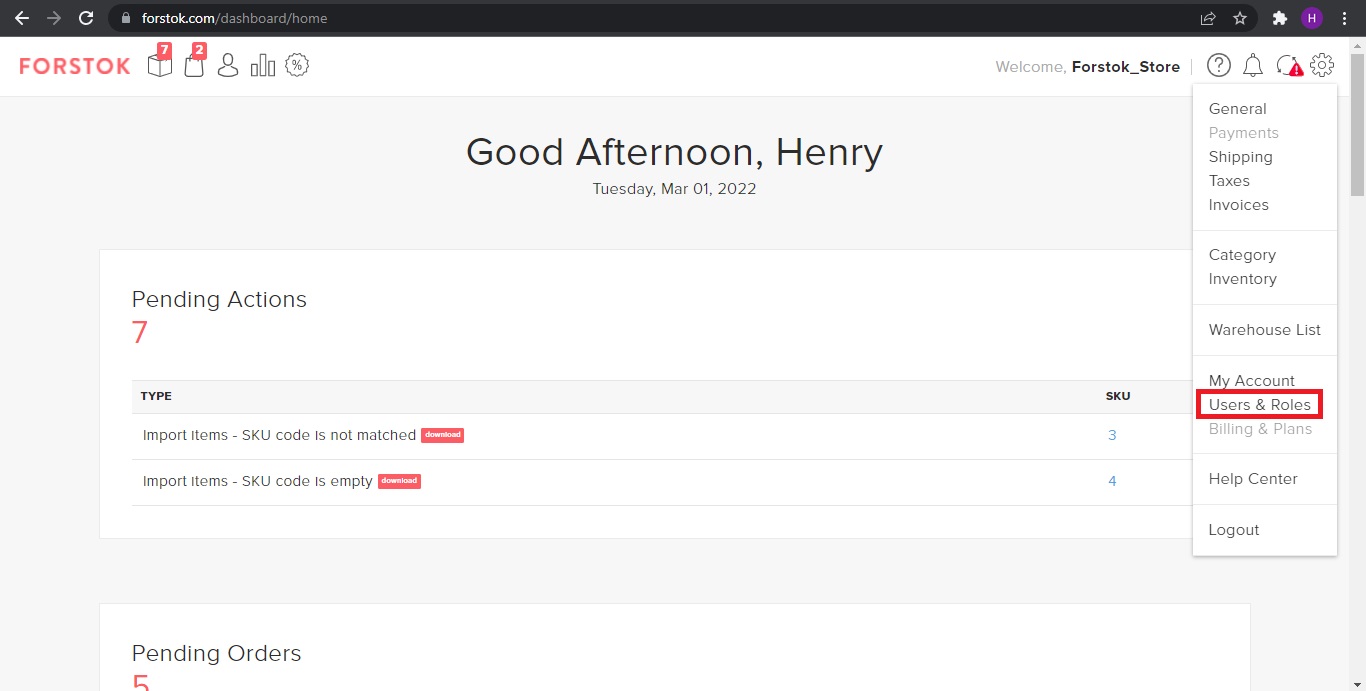 forstok.com/dashboard/home
H
FORSTOK
7
2
%
Welcome, Forstok_Store
?
Good Afternoon, Henry
Tuesday, Mar 01, 2022
General
Payments
Shipping
Taxes
Invoices
Category
Inventory
Warehouse List
My Account
Users & Roles
Billing & Plans
Help Center
Logout
Pending Actions
7
TYPE SKU
Import Items - SKU code is not matched download 3
Import Items - SKU code is empty download 4
Pending Orders
5